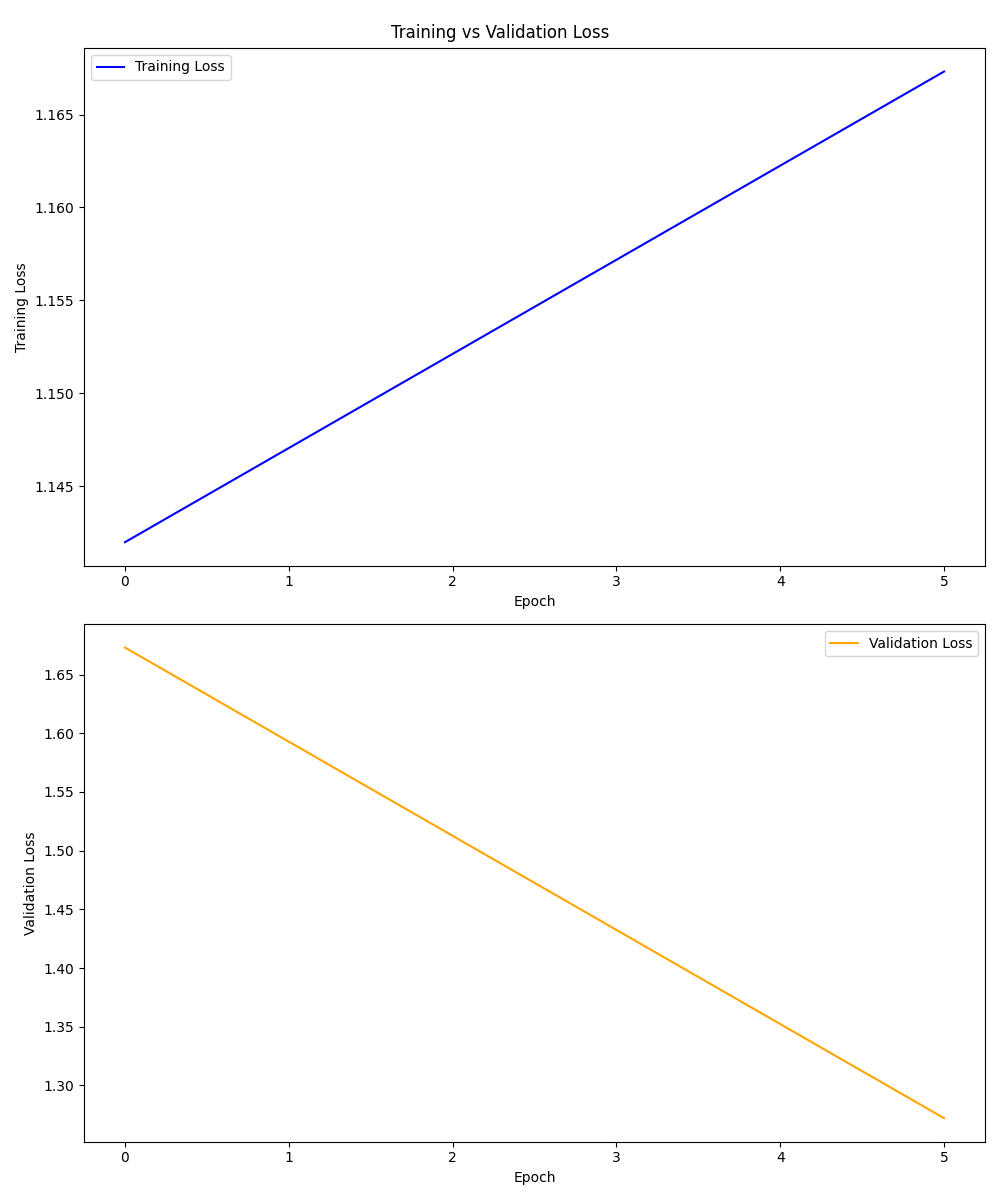 Training vs Validation Loss
Training Loss
1.165
1.160
1.155
1.150
1.145
Training Loss
0 1 2 3 4 5
Epoch
Validation Loss
1.65
1.60
1.55
1.50
1.45
1.40
1.35
1.30
Validation Loss
0 1 2 3 4 5
Epoch